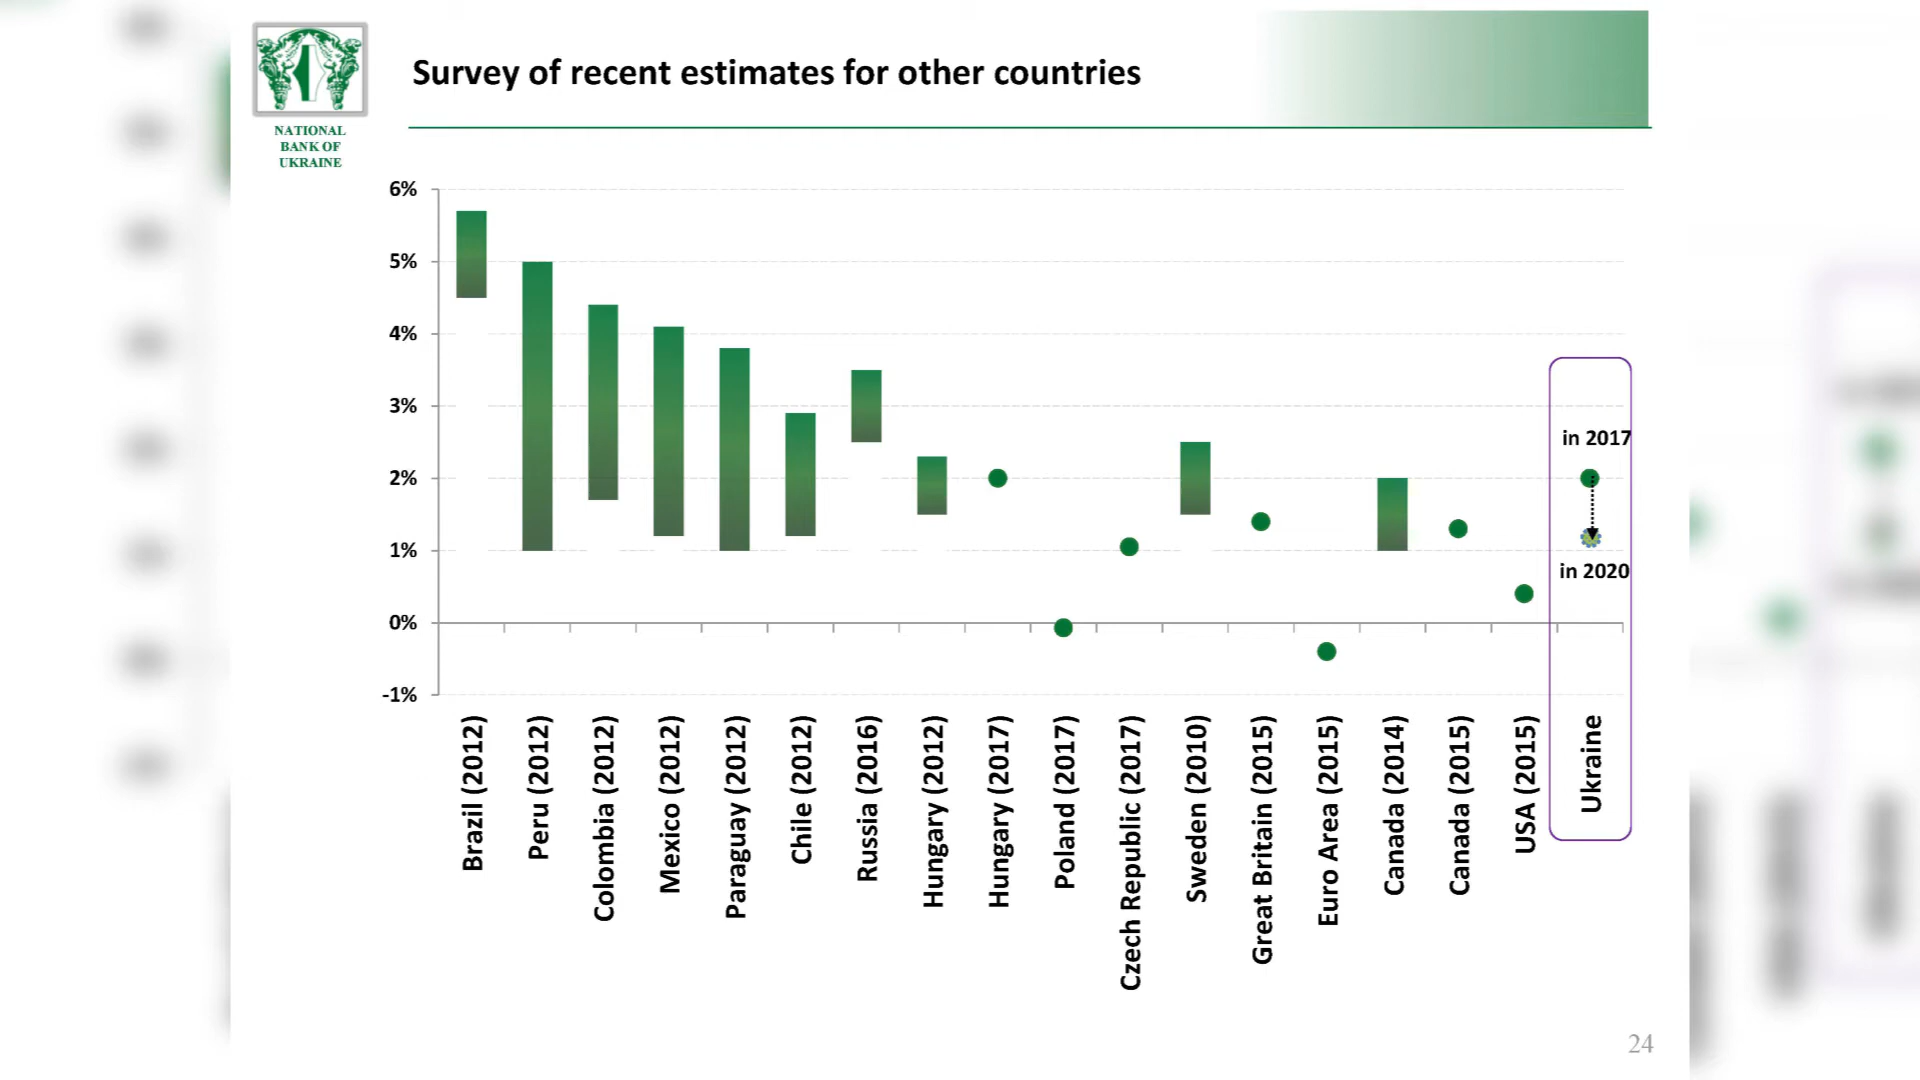 NATIONAL
BANK OF
UKRAINE
Survey of recent estimates for other countries
6%
5%
4%
3%
2%
1%
0%
-1%
in 2017
in 2020
Brazil (2012)
Peru (2012)
Colombia (2012)
Mexico (2012)
Paraguay (2012)
Chile (2012)
Russia (2016)
Hungary (2012)
Hungary (2017)
Poland (2017)
Czech Republic (2017)
Sweden (2010)
Great Britain (2015)
Euro Area (2015)
Canada (2014)
Canada (2015)
USA (2015)
Ukraine
24